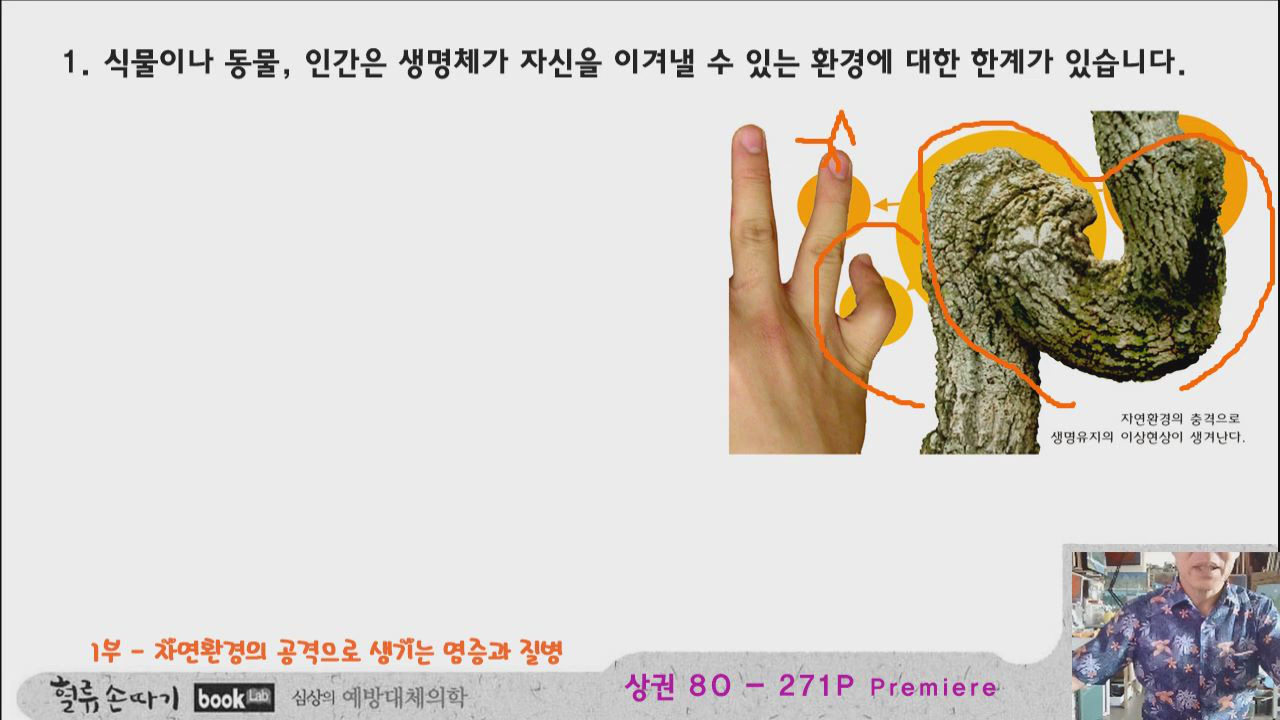 1. 식물이나 동물, 인간은 생명체가 자신을 이겨낼 수 있는 환경에 대한 한계가 있습니다.
자연환경의 충격으로
생명유지의 이상현상이 생겨난다.
1부 - 자연환경의 공격으로 생기는 염증과 질병
혈류 손따기 book Lab 심상의 예방대체의학
상권 80 - 271P Premiere